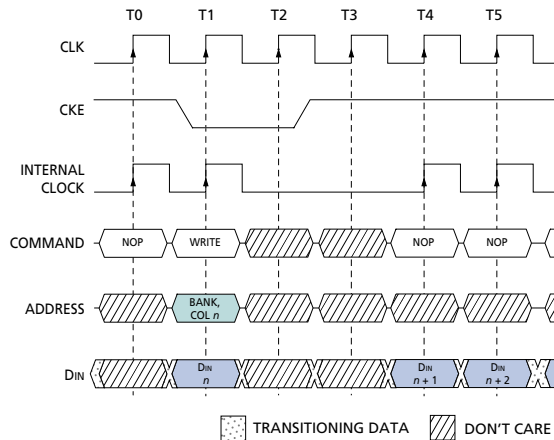 T0 T1 T2 T3 T4 T5
CLK
CKE
INTERNAL
CLOCK
COMMAND NOP WRITE NOP NOP
ADDRESS BANK,
COL n
DIN DIN DIN DIN
n n + 1 n + 2
TRANSITIONING DATA DON'T CARE